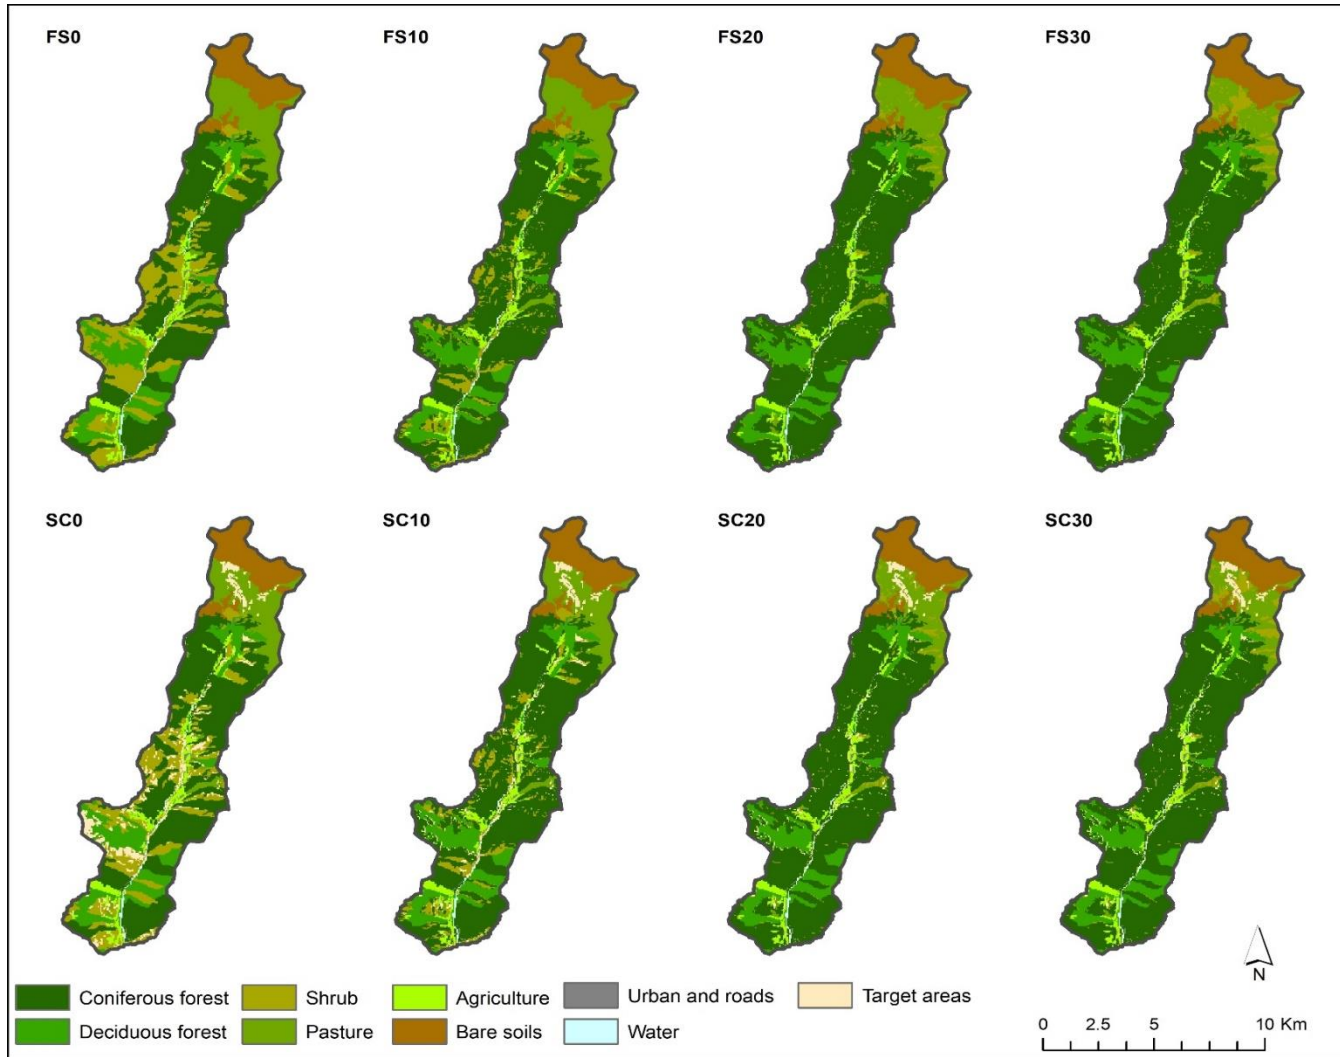 FS0 FS10 FS20 FS30
SC0 SC10 SC20 SC30
Coniferous forest Shrub Agriculture Urban and roads Target areas
Deciduous forest Pasture Bare soils Water
N
0 2.5 5 10 Km